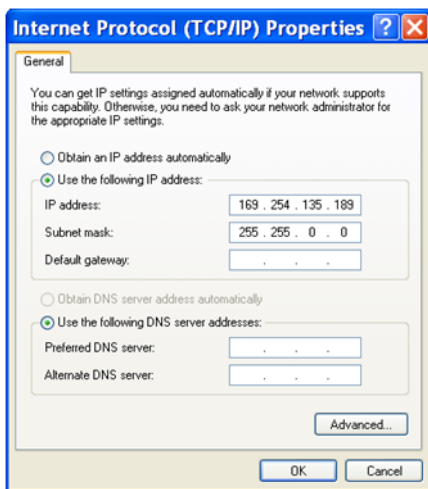 Internet Protocol (TCP/IP) Properties
General
You can get IP settings assigned automatically if your network supports
this capability. Otherwise, you need to ask your network administrator for
the appropriate IP settings.
Obtain an IP address automatically
Use the following IP address:
IP address: 169 . 254 . 135 . 189
Subnet mask: 255 . 255 . 0 . 0
Default gateway: . . .
Obtain DNS server address automatically
Use the following DNS server addresses:
Preferred DNS server: . . .
Alternate DNS server: . . .
Advanced...
OK Cancel